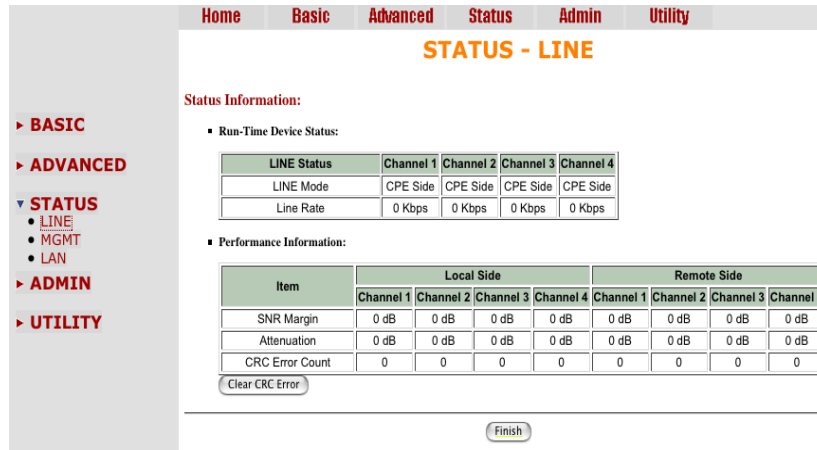 Home Basic Advanced Status Admin Utility
STATUS - LINE
BASIC
ADVANCED
STATUS
LINE
MGMT
LAN
ADMIN
UTILITY
Status Information:
Run-Time Device Status:
LINE Status Channel 1 Channel 2 Channel 3 Channel 4
LINE Mode CPE Side CPE Side CPE Side CPE Side
Line Rate 0 Kbps 0 Kbps 0 Kbps 0 Kbps
Performance Information:
Item Local Side Remote Side
Channel 1 Channel 2 Channel 3 Channel 4 Channel 1 Channel 2 Channel 3 Channel
SNR Margin 0 dB 0 dB 0 dB 0 dB 0 dB 0 dB 0 dB 0 dB
Attenuation 0 dB 0 dB 0 dB 0 dB 0 dB 0 dB 0 dB 0 dB
CRC Error Count 0 0 0 0 0 0 0 0
Clear CRC Error
Finish